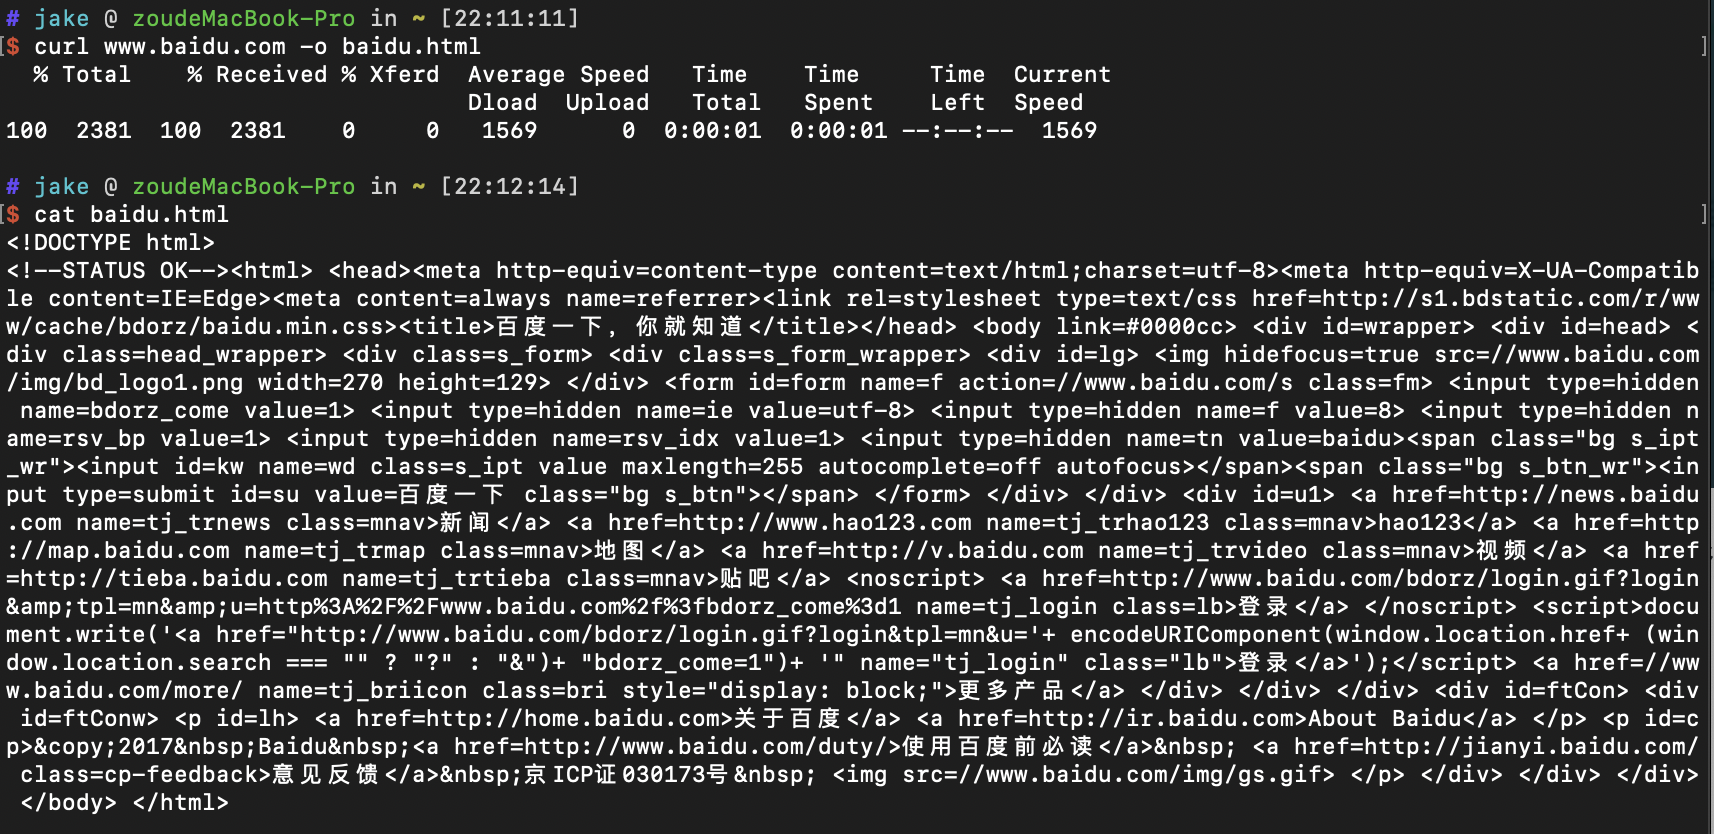 # jake @ zoudeMacBook-Pro in ~ [22:11:11]
[$ curl www.baidu.com -o baidu.html ]
  % Total    % Received % Xferd  Average Speed   Time    Time     Time  Current
                                 Dload  Upload   Total   Spent    Left  Speed
100  2381  100  2381    0     0   1569      0  0:00:01  0:00:01 --:--:--  1569
# jake @ zoudeMacBook-Pro in ~ [22:12:14]
[$ cat baidu.html ]
<!DOCTYPE html>
<!--STATUS OK--><html> <head><meta http-equiv=content-type content=text/html;charset=utf-8><meta http-equiv=X-UA-Compatib
le content=IE=Edge><meta content=always name=referrer><link rel=stylesheet type=text/css href=http://s1.bdstatic.com/r/ww
w/cache/bdorz/baidu.min.css><title>百度一下，你就知道</title></head> <body link=#0000cc> <div id=wrapper> <div id=head> <
div class=head_wrapper> <div class=s_form> <div class=s_form_wrapper> <div id=lg> <img hidefocus=true src=//www.baidu.com
/img/bd_logo1.png width=270 height=129> </div> <form id=form name=f action=//www.baidu.com/s class=fm> <input type=hidden
 name=bdorz_come value=1> <input type=hidden name=ie value=utf-8> <input type=hidden name=f value=8> <input type=hidden n
ame=rsv_bp value=1> <input type=hidden name=rsv_idx value=1> <input type=hidden name=tn value=baidu><span class="bg s_ipt
_wr"><input id=kw name=wd class=s_ipt value maxlength=255 autocomplete=off autofocus></span><span class="bg s_btn_wr"><in
put type=submit id=su value=百度一下 class="bg s_btn"></span> </form> </div> </div> <div id=u1> <a href=http://news.baidu
.com name=tj_trnews class=mnav>新闻</a> <a href=http://www.hao123.com name=tj_trhao123 class=mnav>hao123</a> <a href=http
://map.baidu.com name=tj_trmap class=mnav>地图</a> <a href=http://v.baidu.com name=tj_trvideo class=mnav>视频</a> <a href
=http://tieba.baidu.com name=tj_trtieba class=mnav>贴吧</a> <noscript> <a href=http://www.baidu.com/bdorz/login.gif?login
&amp;tpl=mn&amp;u=http%3A%2F%2Fwww.baidu.com%2f%3fbdorz_come%3d1 name=tj_login class=lb>登录</a> </noscript> <script>docu
ment.write('<a href="http://www.baidu.com/bdorz/login.gif?login&tpl=mn&u='+ encodeURIComponent(window.location.href+ (win
dow.location.search === "" ? "?" : "&")+ "bdorz_come=1")+ '" name="tj_login" class="lb">登录</a>');</script> <a href=//ww
w.baidu.com/more/ name=tj_briicon class=bri style="display: block;">更多产品</a> </div> </div> </div> <div id=ftCon> <div
 id=ftConw> <p id=lh> <a href=http://home.baidu.com>关于百度</a> <a href=http://ir.baidu.com>About Baidu</a> </p> <p id=c
p>&copy;2017&nbsp;Baidu&nbsp;<a href=http://www.baidu.com/duty/>使用百度前必读</a>&nbsp; <a href=http://jianyi.baidu.com/
 class=cp-feedback>意见反馈</a>&nbsp;京ICP证030173号&nbsp; <img src=//www.baidu.com/img/gs.gif> </p> </div> </div> </div>
 </body> </html>